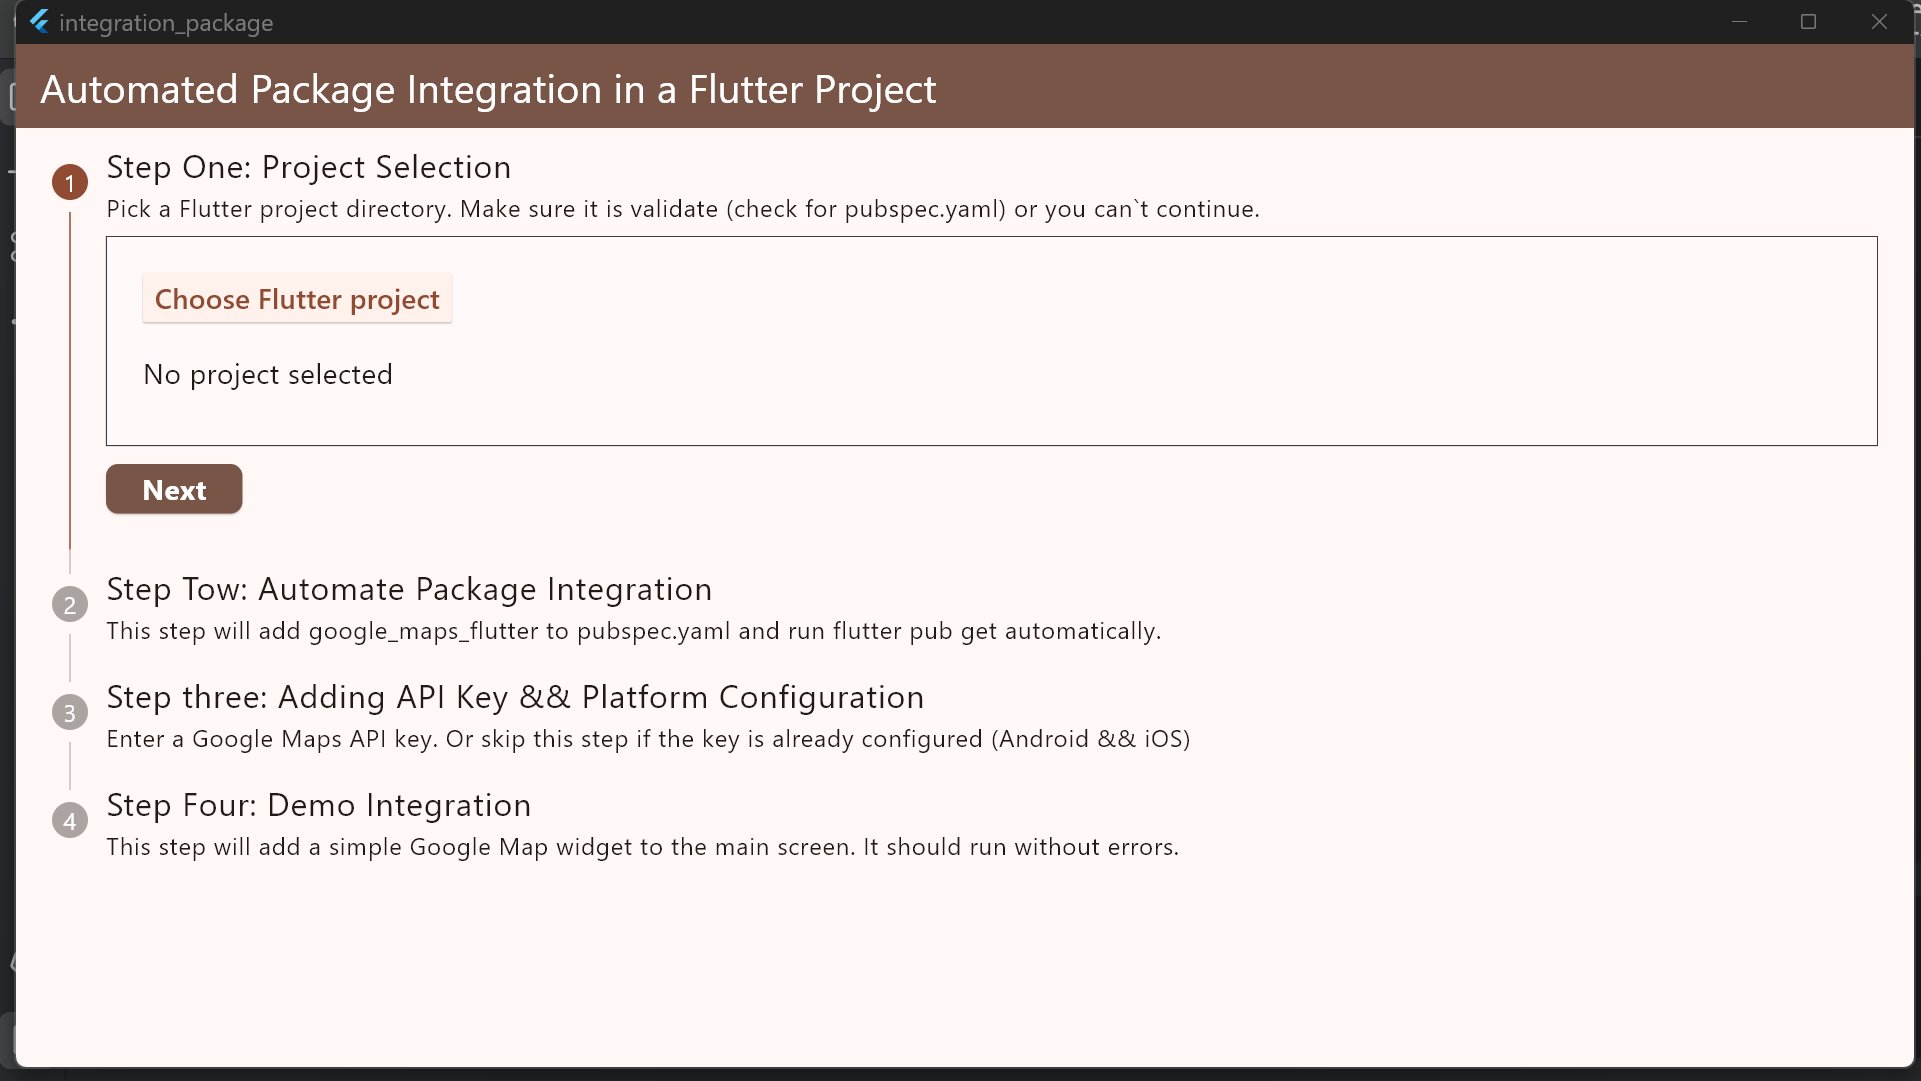 integration_package
Automated Package Integration in a Flutter Project
1
Step One: Project Selection
Pick a Flutter project directory. Make sure it is validate (check for pubspec.yaml) or you can`t continue.
Choose Flutter project
No project selected
Next
2
Step Tow: Automate Package Integration
This step will add google_maps_flutter to pubspec.yaml and run flutter pub get automatically.
3
Step three: Adding API Key && Platform Configuration
Enter a Google Maps API key. Or skip this step if the key is already configured (Android && iOS)
4
Step Four: Demo Integration
This step will add a simple Google Map widget to the main screen. It should run without errors.